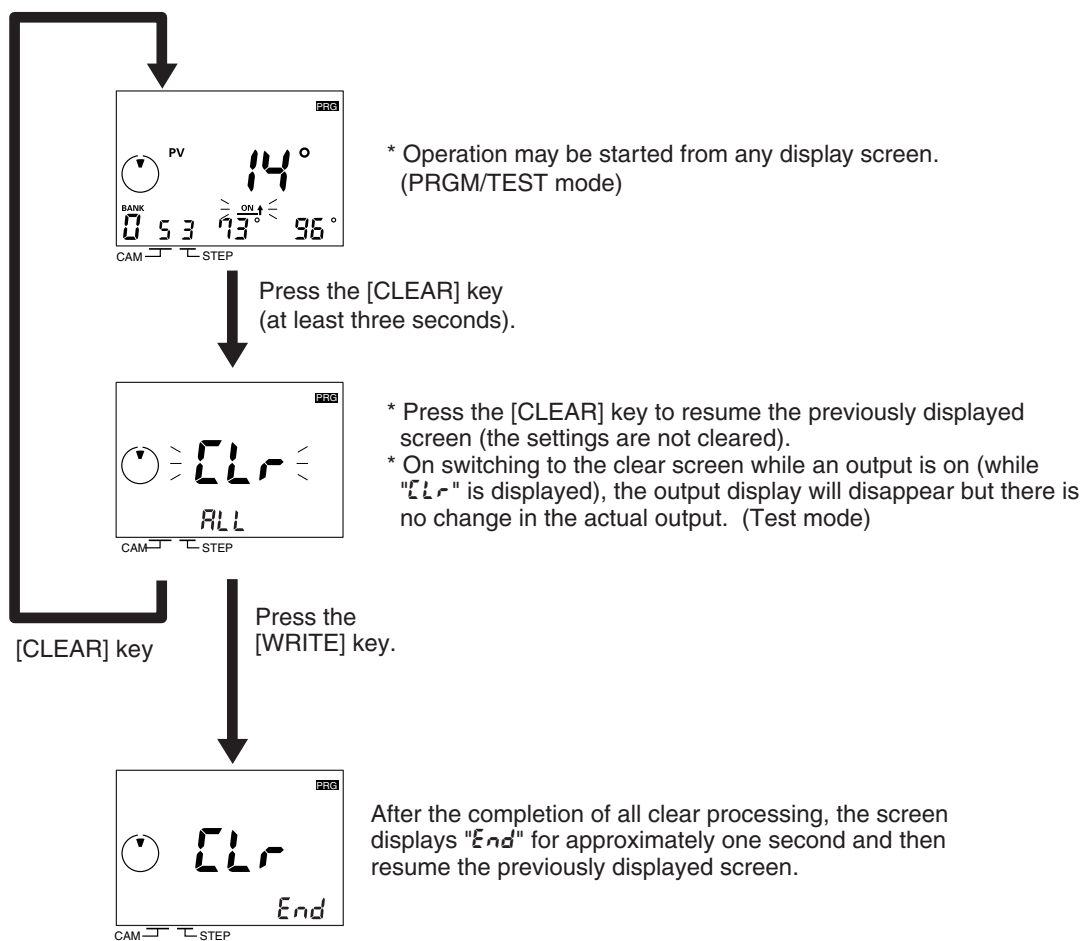 PRG
PV
14°
BANK
ON
0 5 3 73° 96°
CAM STEP
* Operation may be started from any display screen.
(PRGM/TEST mode)
Press the [CLEAR] key
(at least three seconds).
PRG
CLr
ALL
CAM STEP
* Press the [CLEAR] key to resume the previously displayed
screen (the settings are not cleared).
* On switching to the clear screen while an output is on (while
"CLr" is displayed), the output display will disappear but there is
no change in the actual output. (Test mode)
[CLEAR] key
Press the
[WRITE] key.
PRG
CLr
End
CAM STEP
After the completion of all clear processing, the screen
displays "End" for approximately one second and then
resume the previously displayed screen.